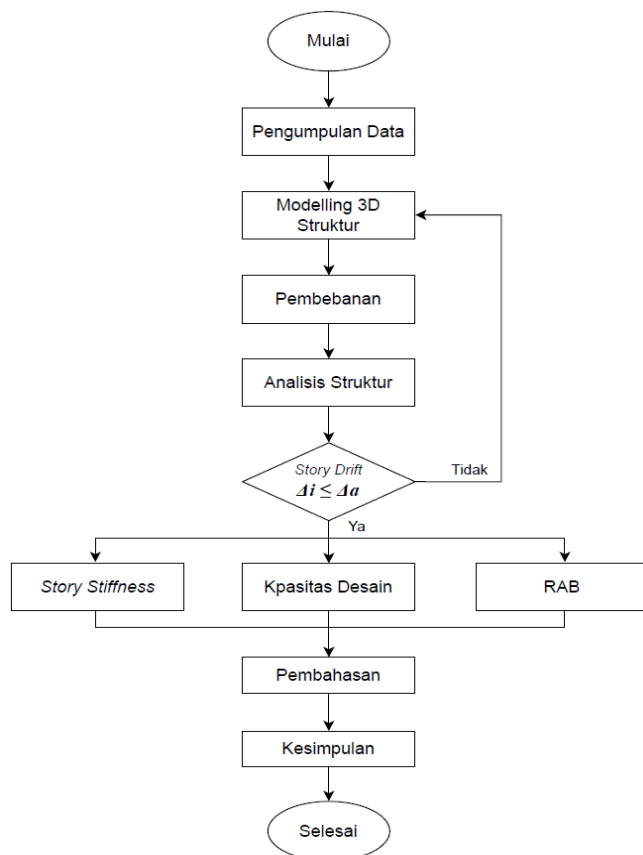 Mulai
Pengumpulan Data
Modelling 3D
Struktur
Pembebanan
Analisis Struktur
Story Drift
Δi ≤ Δa
Tidak
Ya
Story Stiffness
Kpasitas Desain
RAB
Pembahasan
Kesimpulan
Selesai